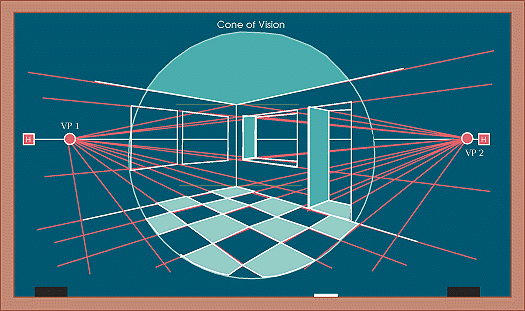 Cone of Vision
VP 1
H
H
VP 2